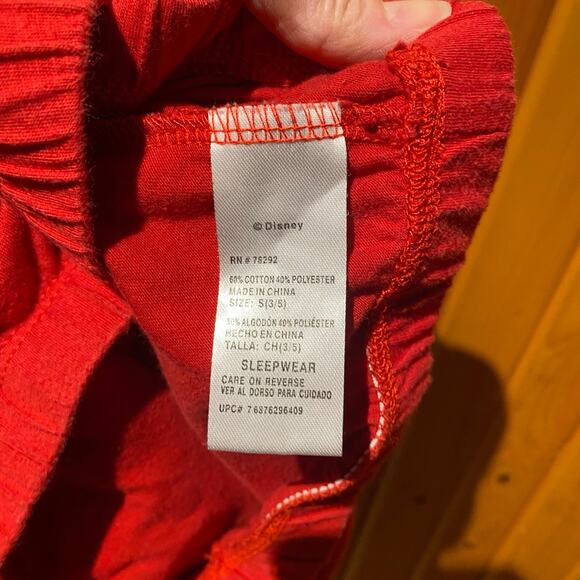 © Disney
RN # 75292
60% COTTON 40% POLYESTER
MADE IN CHINA
SIZE: S(3/5)
60% ALGODÓN 40% POLIÉSTER
HECHO EN CHINA
TALLA: CH(3/5)
SLEEPWEAR
CARE ON REVERSE
VER AL DORSO PARA CUIDADO
UPC# 7 6376296409